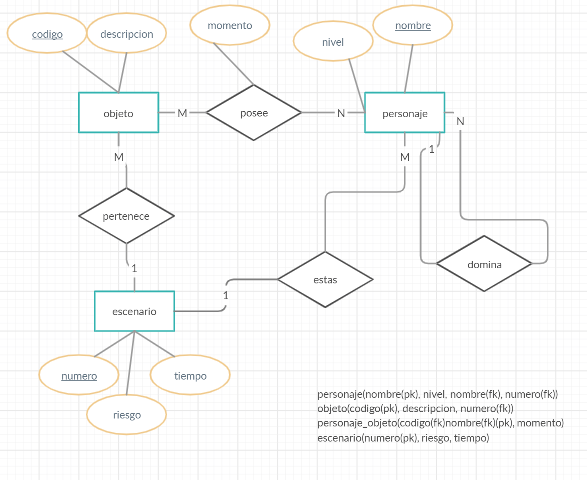 momento
nombre
codigo
descripcion
nivel
objeto
M
posee
N
personaje
N
M
1
M
pertenece
domina
1
estas
1
escenario
numero
tiempo
riesgo
personaje(nombre(pk), nivel, nombre(fk), numero(fk))
objeto(codigo(pk), descripcion, numero(fk))
personaje_objeto(codigo(fk)nombre(fk)(pk), momento)
escenario(numero(pk), riesgo, tiempo)